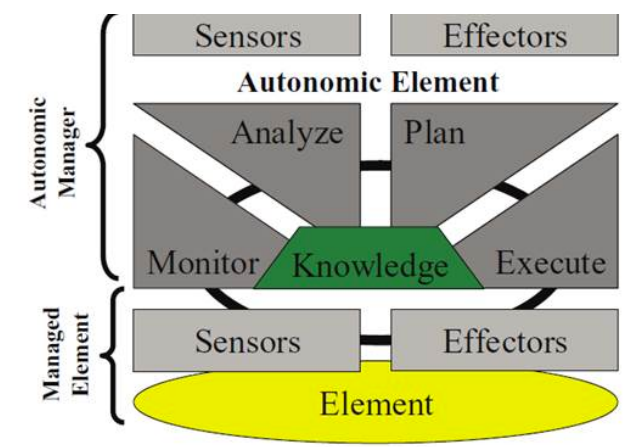 Sensors
Effectors
Autonomic Element
Autonomic
Manager
Analyze
Plan
Monitor
Knowledge
Execute
Managed
Element
Sensors
Effectors
Element